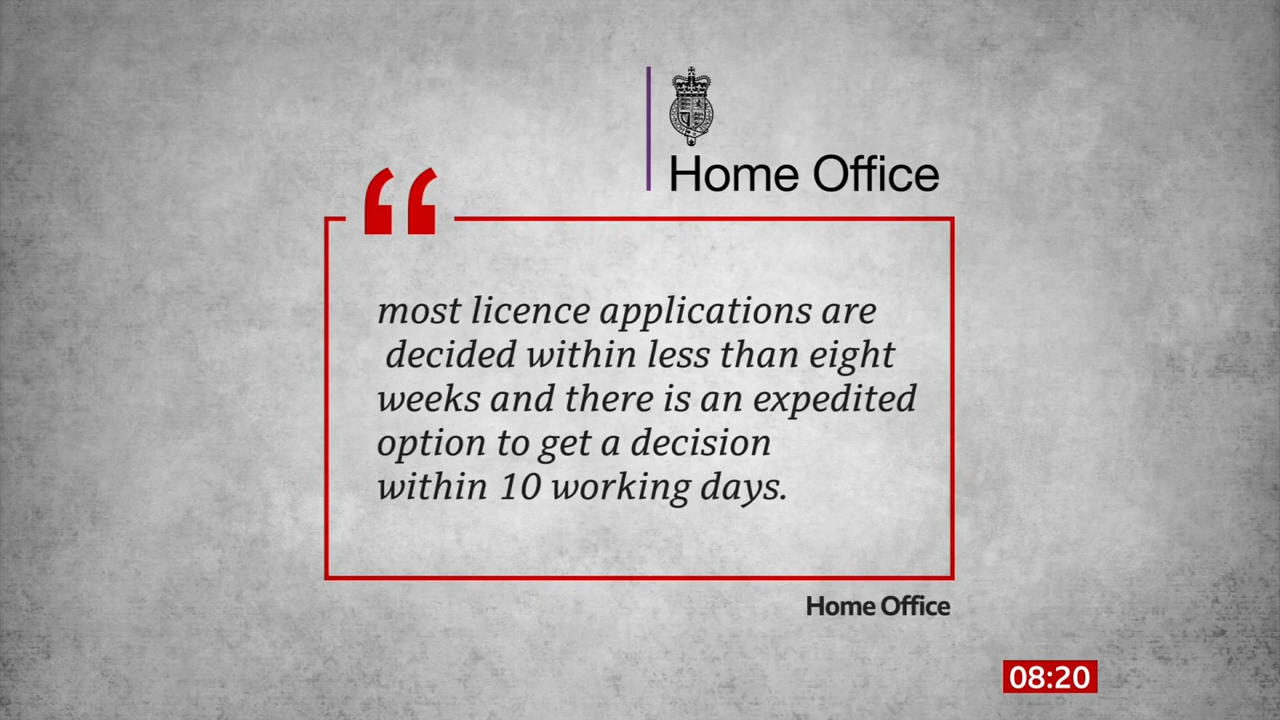 Home Office
“
most licence applications are
decided within less than eight
weeks and there is an expedited
option to get a decision
within 10 working days.
Home Office
08:20